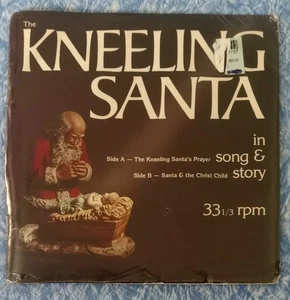 The
KNEELING
SANTA
in
song &
story
Side A — The Kneeling Santa's Prayer
Side B — Santa & the Christ Child
33 1/3 rpm